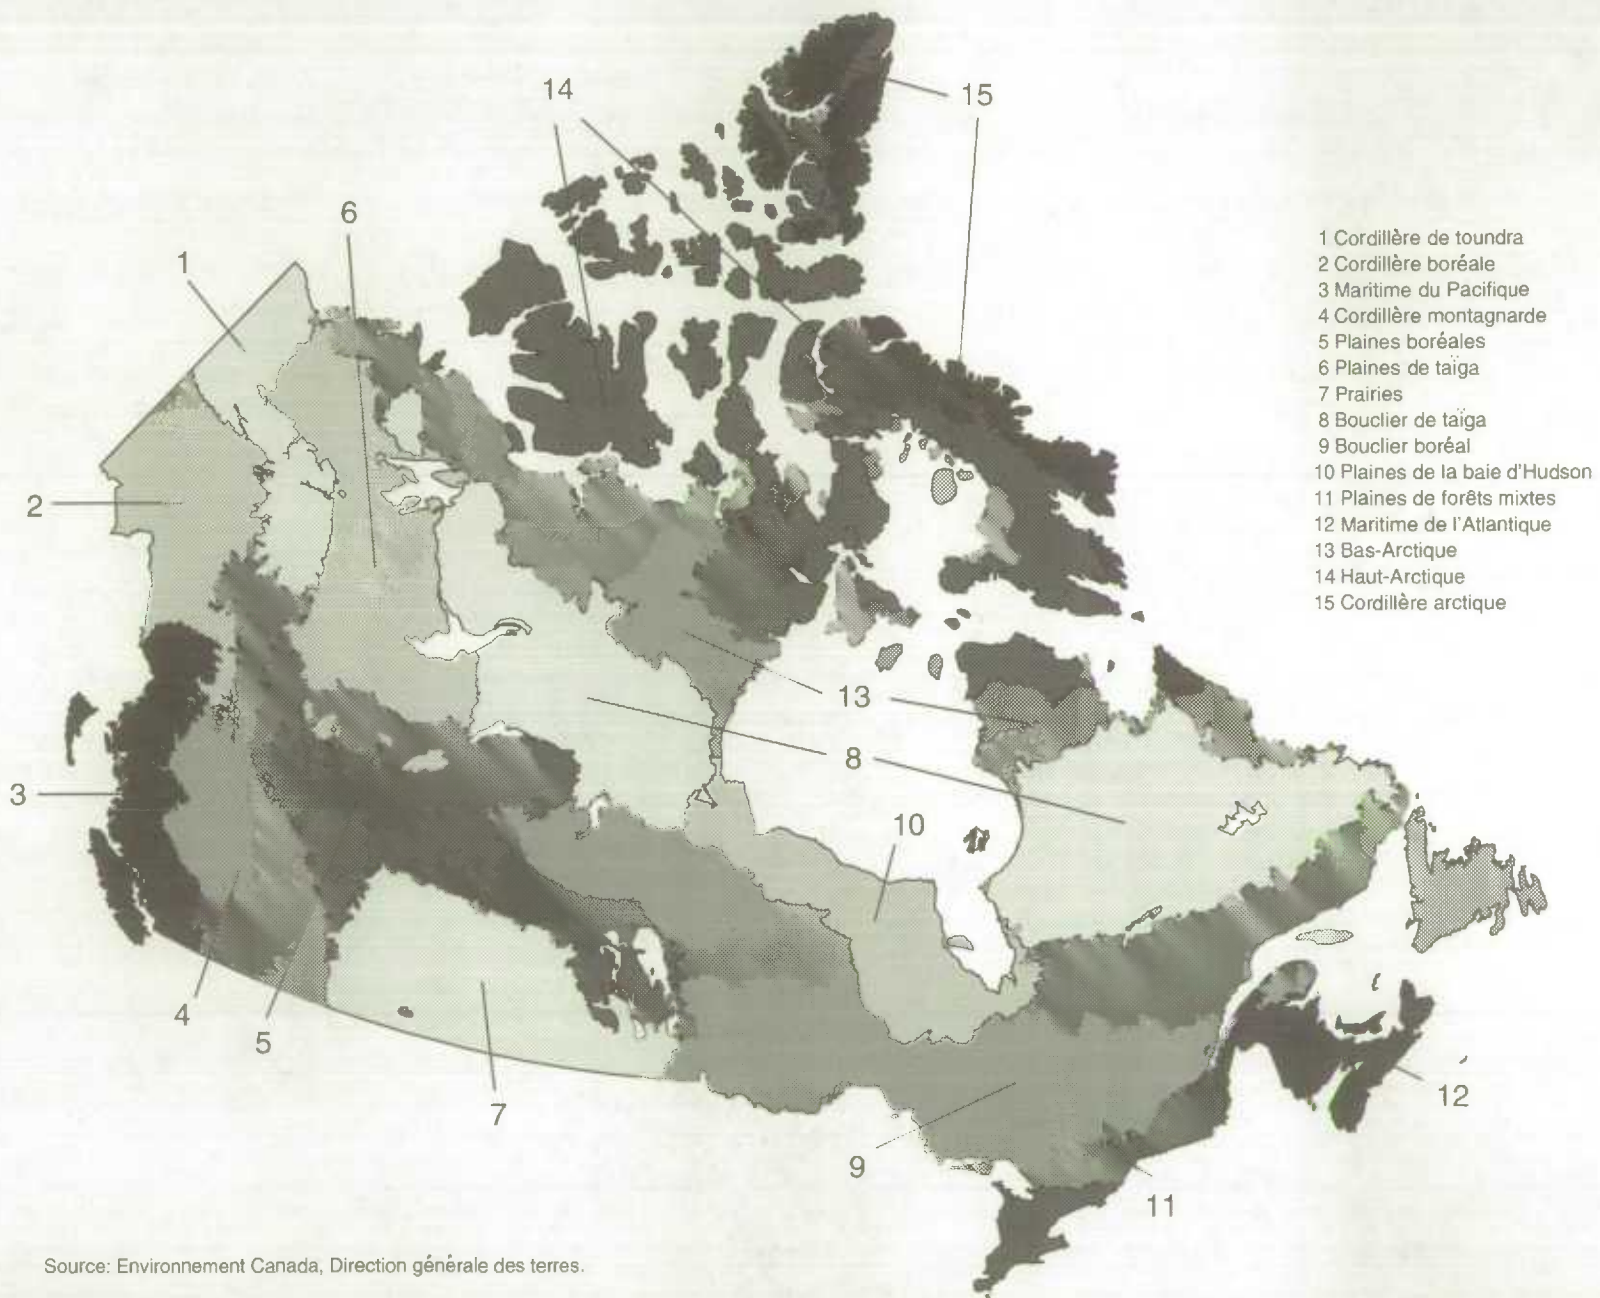 14
15
6
1
1 Cordillère de toundra
2 Cordillère boréale
3 Maritime du Pacifique
4 Cordillère montagnarde
5 Plaines boréales
6 Plaines de taïga
7 Prairies
8 Bouclier de taïga
9 Bouclier boréal
10 Plaines de la baie d'Hudson
11 Plaines de forêts mixtes
12 Maritime de l'Atlantique
13 Bas-Arctique
14 Haut-Arctique
15 Cordillère arctique
2
13
8
3
10
4
5
7
12
9
11
Source: Environnement Canada, Direction générale des terres.